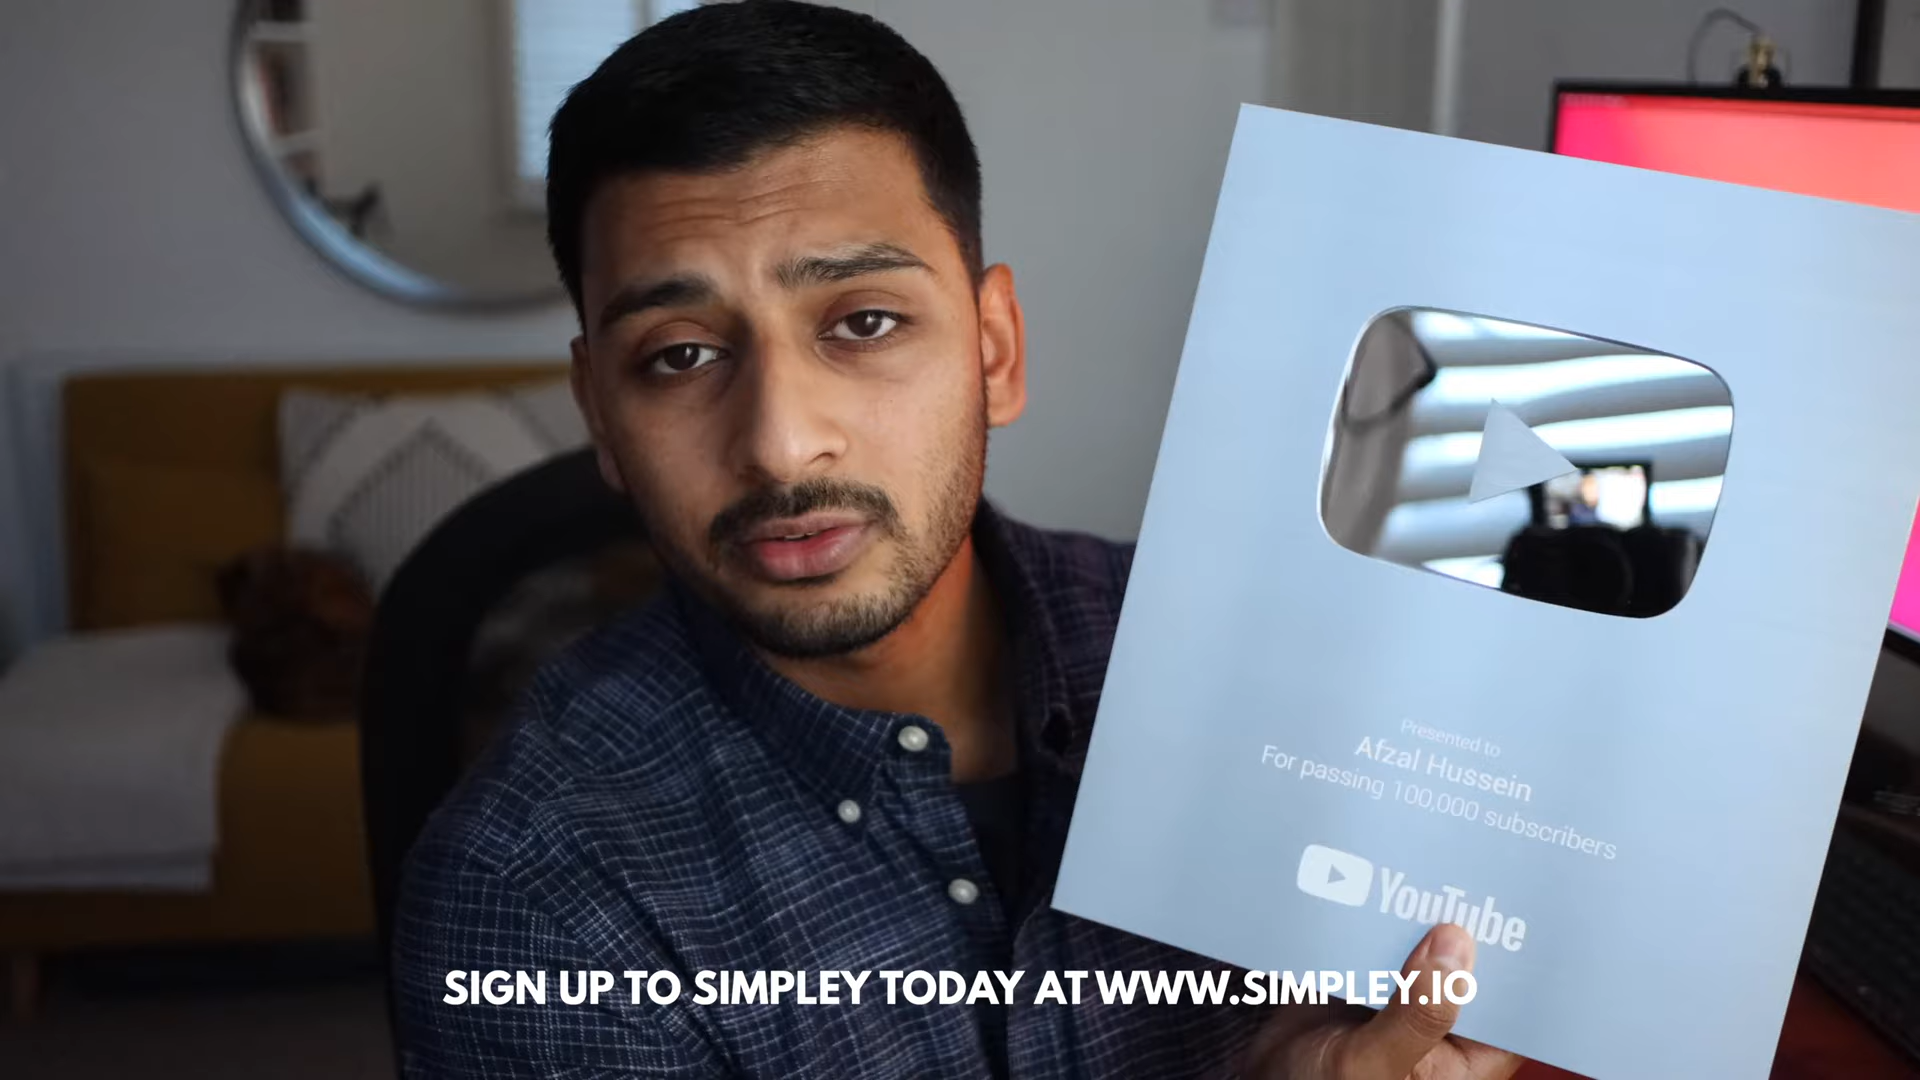 Presented to
Afzal Hussein
For passing 100,000 subscribers
YouTube
SIGN UP TO SIMPLEY TODAY AT WWW.SIMPLEY.IO